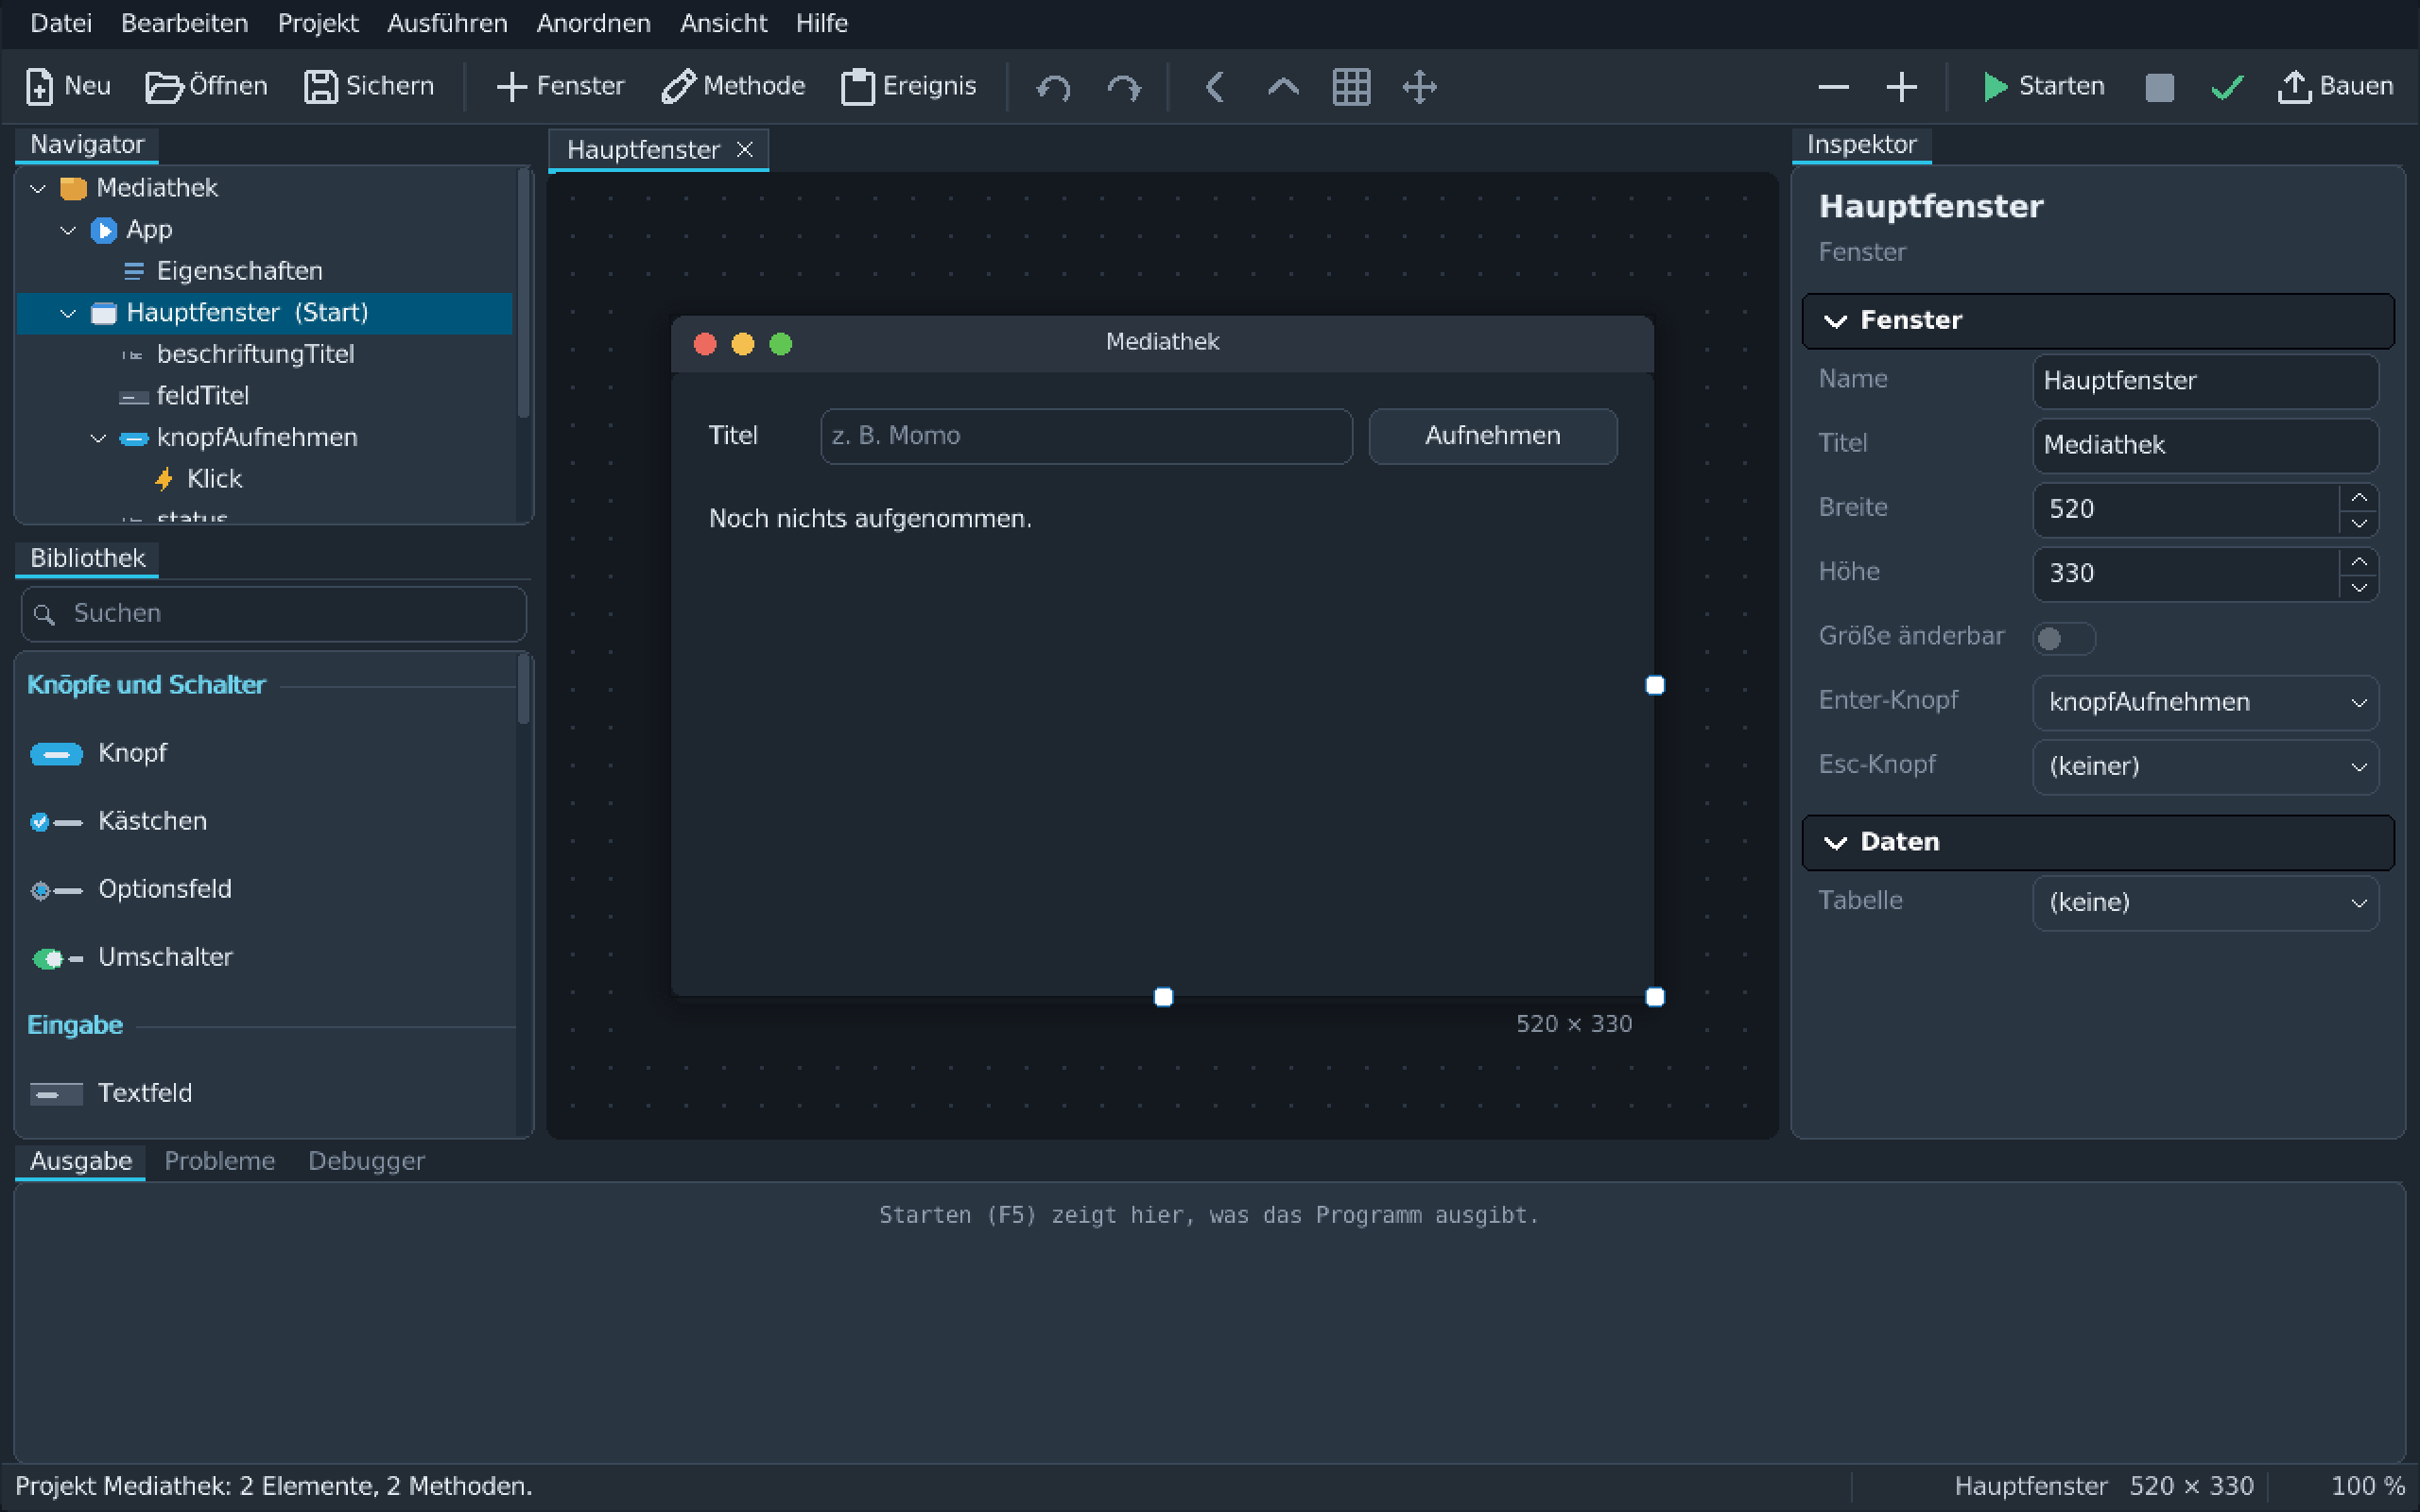 Datei Bearbeiten Projekt Ausführen Anordnen Ansicht Hilfe
Neu Öffnen Sichern Fenster Methode Ereignis Starten Bauen
Navigator
Mediathek
App
Eigenschaften
Hauptfenster (Start)
beschriftungTitel
feldTitel
knopfAufnehmen
Klick
status
Bibliothek
Suchen
Knöpfe und Schalter
Knopf
Kästchen
Optionsfeld
Umschalter
Eingabe
Textfeld
Hauptfenster
Mediathek
Titel z. B. Momo Aufnehmen
Noch nichts aufgenommen.
520 × 330
Inspektor
Hauptfenster
Fenster
Fenster
Name Hauptfenster
Titel Mediathek
Breite 520
Höhe 330
Größe änderbar
Enter-Knopf knopfAufnehmen
Esc-Knopf (keiner)
Daten
Tabelle (keine)
Ausgabe Probleme Debugger
Starten (F5) zeigt hier, was das Programm ausgibt.
Projekt Mediathek: 2 Elemente, 2 Methoden. Hauptfenster 520 × 330 100 %